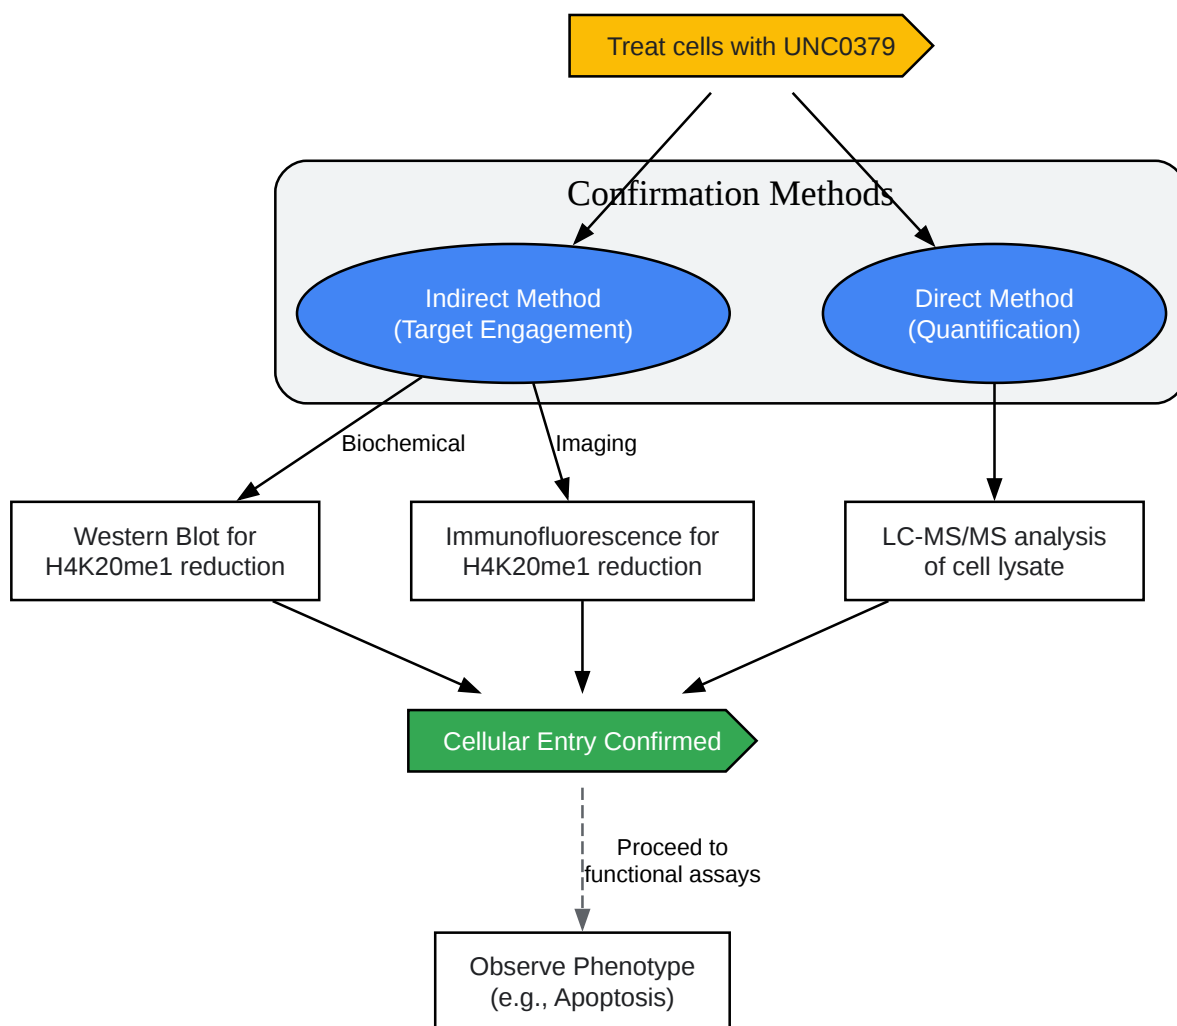 Treat cells with UNC0379
Confirmation Methods
Indirect Method
(Target Engagement)
Direct Method
(Quantification)
Biochemical
Imaging
Western Blot for
H4K20me1 reduction
Immunofluorescence for
H4K20me1 reduction
LC-MS/MS analysis
of cell lysate
Cellular Entry Confirmed
Proceed to
functional assays
Observe Phenotype
(e.g., Apoptosis)